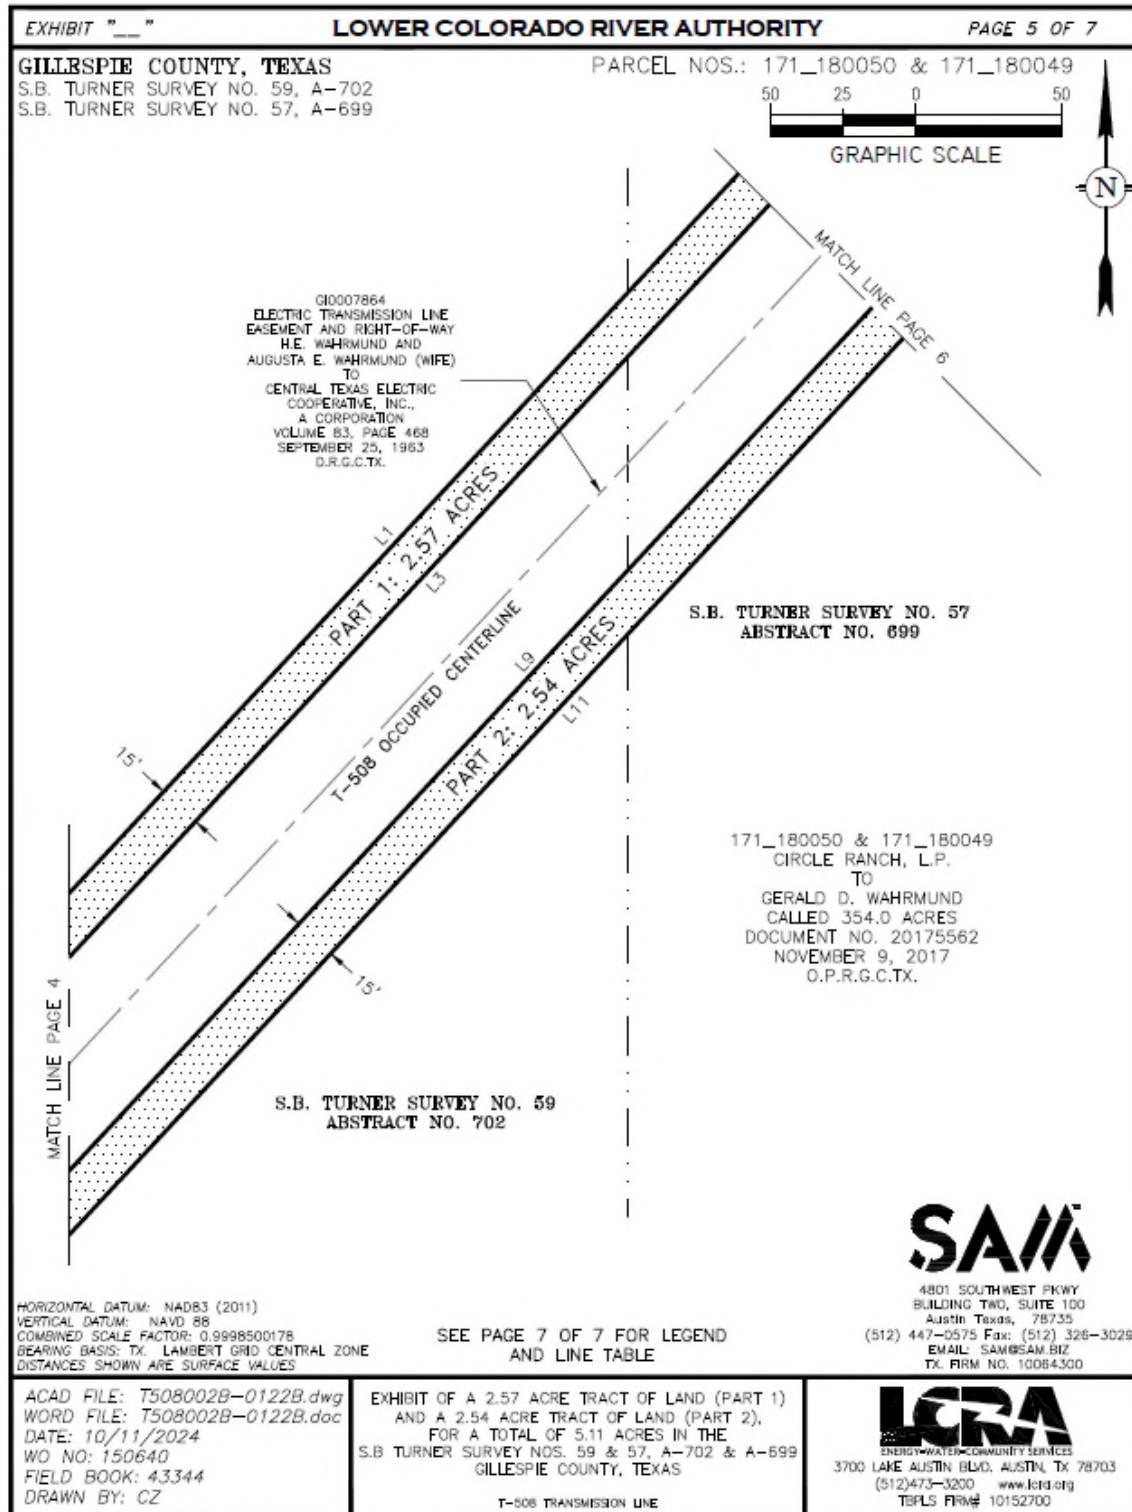 EXHIBIT "__"
LOWER COLORADO RIVER AUTHORITY
PAGE 5 OF 7
GILLESPIE COUNTY, TEXAS
S.B. TURNER SURVEY NO. 59, A-702
S.B. TURNER SURVEY NO. 57, A-699
PARCEL NOS.: 171_180050 & 171_180049
50 25 0 50
GRAPHIC SCALE
N
MATCH LINE PAGE 6
GI0007864
ELECTRIC TRANSMISSION LINE
EASEMENT AND RIGHT-OF-WAY
H.E. WAHRMUND AND
AUGUSTA E. WAHRMUND (WIFE)
TO
CENTRAL TEXAS ELECTRIC
COOPERATIVE, INC.,
A CORPORATION
VOLUME 83, PAGE 468
SEPTEMBER 25, 1963
D.R.G.C.TX.
L1
PART 1: 2.57 ACRES
L3
T-508 OCCUPIED CENTERLINE
L9
PART 2: 2.54 ACRES
L11
S.B. TURNER SURVEY NO. 57
ABSTRACT NO. 699
15'
171_180050 & 171_180049
CIRCLE RANCH, L.P.
TO
GERALD D. WAHRMUND
CALLED 354.0 ACRES
DOCUMENT NO. 20175562
NOVEMBER 9, 2017
O.P.R.G.C.TX.
15'
MATCH LINE PAGE 4
S.B. TURNER SURVEY NO. 59
ABSTRACT NO. 702
SAM
4801 SOUTHWEST PKWY
BUILDING TWO, SUITE 100
Austin Texas, 78735
(512) 447-0575 Fax: (512) 326-3029
EMAIL: SAM@SAM.BIZ
TX. FIRM NO. 10064300
HORIZONTAL DATUM: NAD83 (2011)
VERTICAL DATUM: NAVD 88
COMBINED SCALE FACTOR: 0.9998500178
BEARING BASIS: TX. LAMBERT GRID CENTRAL ZONE
DISTANCES SHOWN ARE SURFACE VALUES
SEE PAGE 7 OF 7 FOR LEGEND
AND LINE TABLE
ACAD FILE: T508002B-0122B.dwg
WORD FILE: T508002B-0122B.doc
DATE: 10/11/2024
WO NO: 150640
FIELD BOOK: 43344
DRAWN BY: CZ
EXHIBIT OF A 2.57 ACRE TRACT OF LAND (PART 1)
AND A 2.54 ACRE TRACT OF LAND (PART 2),
FOR A TOTAL OF 5.11 ACRES IN THE
S.B TURNER SURVEY NOS. 59 & 57, A-702 & A-699
GILLESPIE COUNTY, TEXAS
T-508 TRANSMISSION LINE
LCRA
ENERGY-WATER-COMMUNITY SERVICES
3700 LAKE AUSTIN BLVD. AUSTIN, TX 78703
(512)473-3200 www.lcra.org
TBPLS FIRM# 10152700